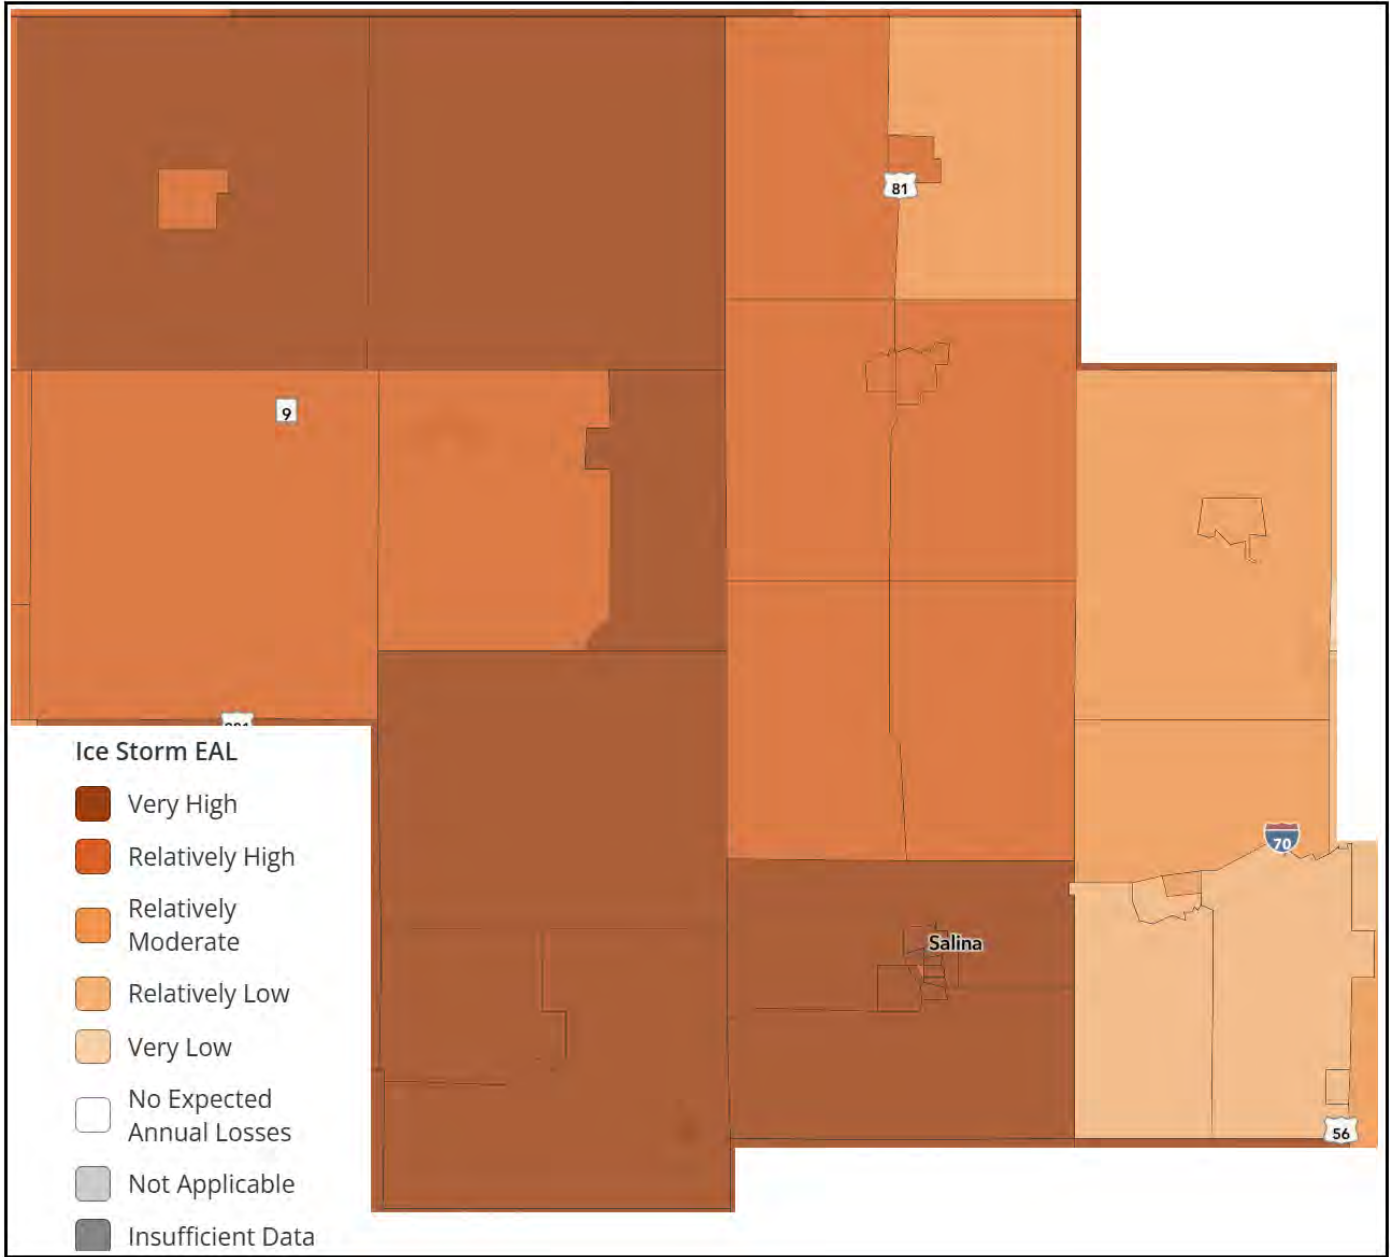 81
9
Salina
70
56
Ice Storm EAL
Very High
Relatively High
Relatively
Moderate
Relatively Low
Very Low
No Expected
Annual Losses
Not Applicable
Insufficient Data